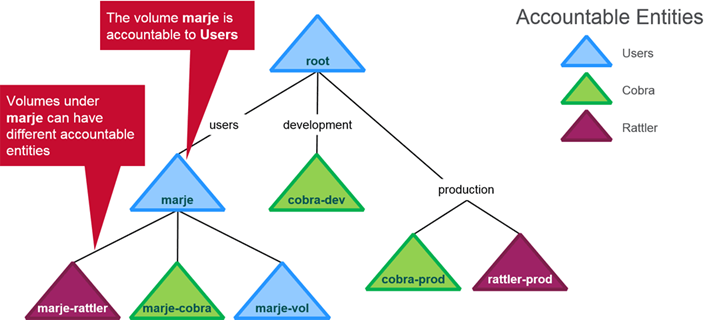 The volume marje is
accountable to Users
Accountable Entities
Users
Cobra
Rattler
root
Volumes under
marje can have
different accountable
entities
users
development
production
marje
cobra-dev
cobra-prod
rattler-prod
marje-rattler
marje-cobra
marje-vol